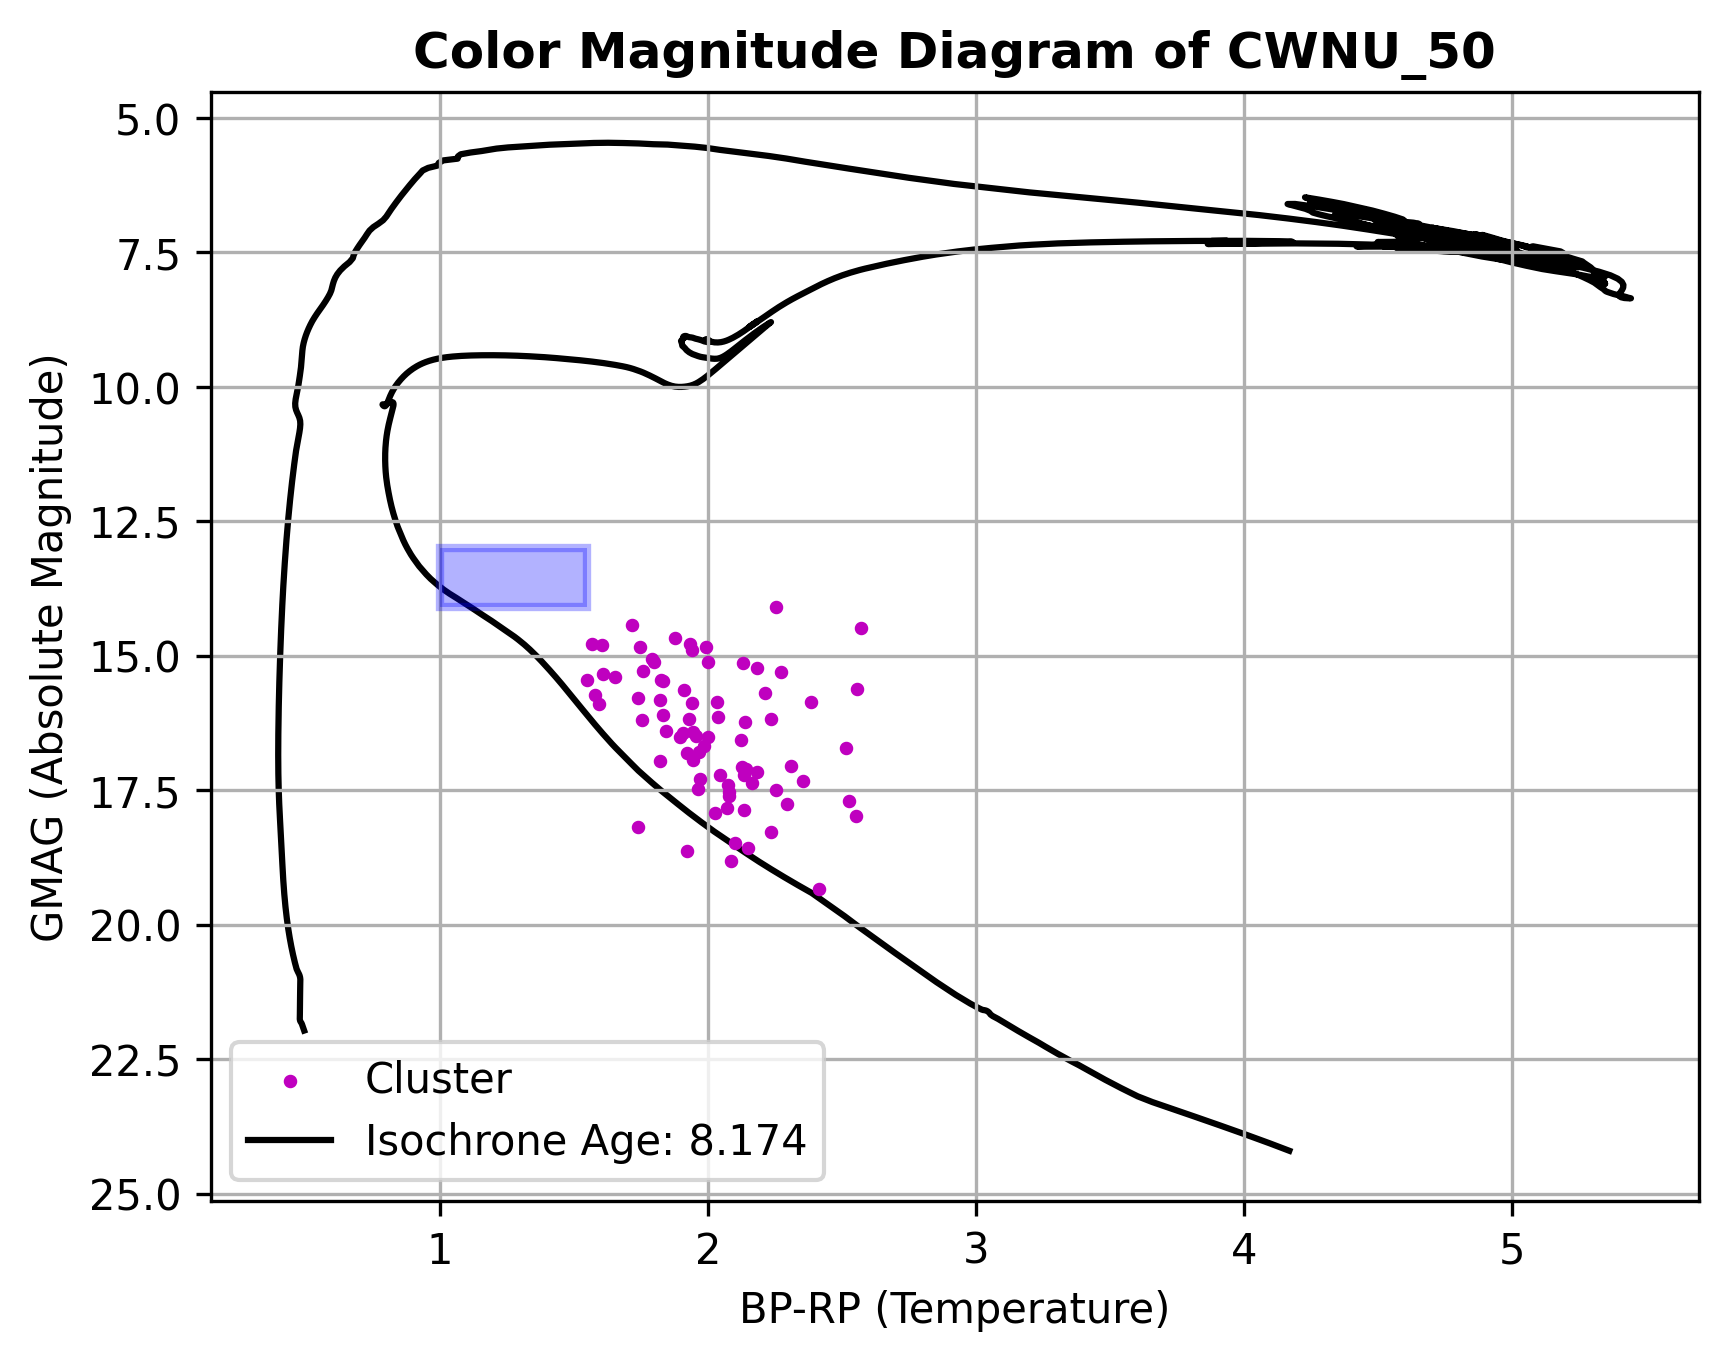 Color Magnitude Diagram of CWNU_50
5.0
7.5
10.0
12.5
15.0
17.5
20.0
22.5
25.0
GMAG (Absolute Magnitude)
Cluster
Isochrone Age: 8.174
1
2
3
4
5
BP-RP (Temperature)